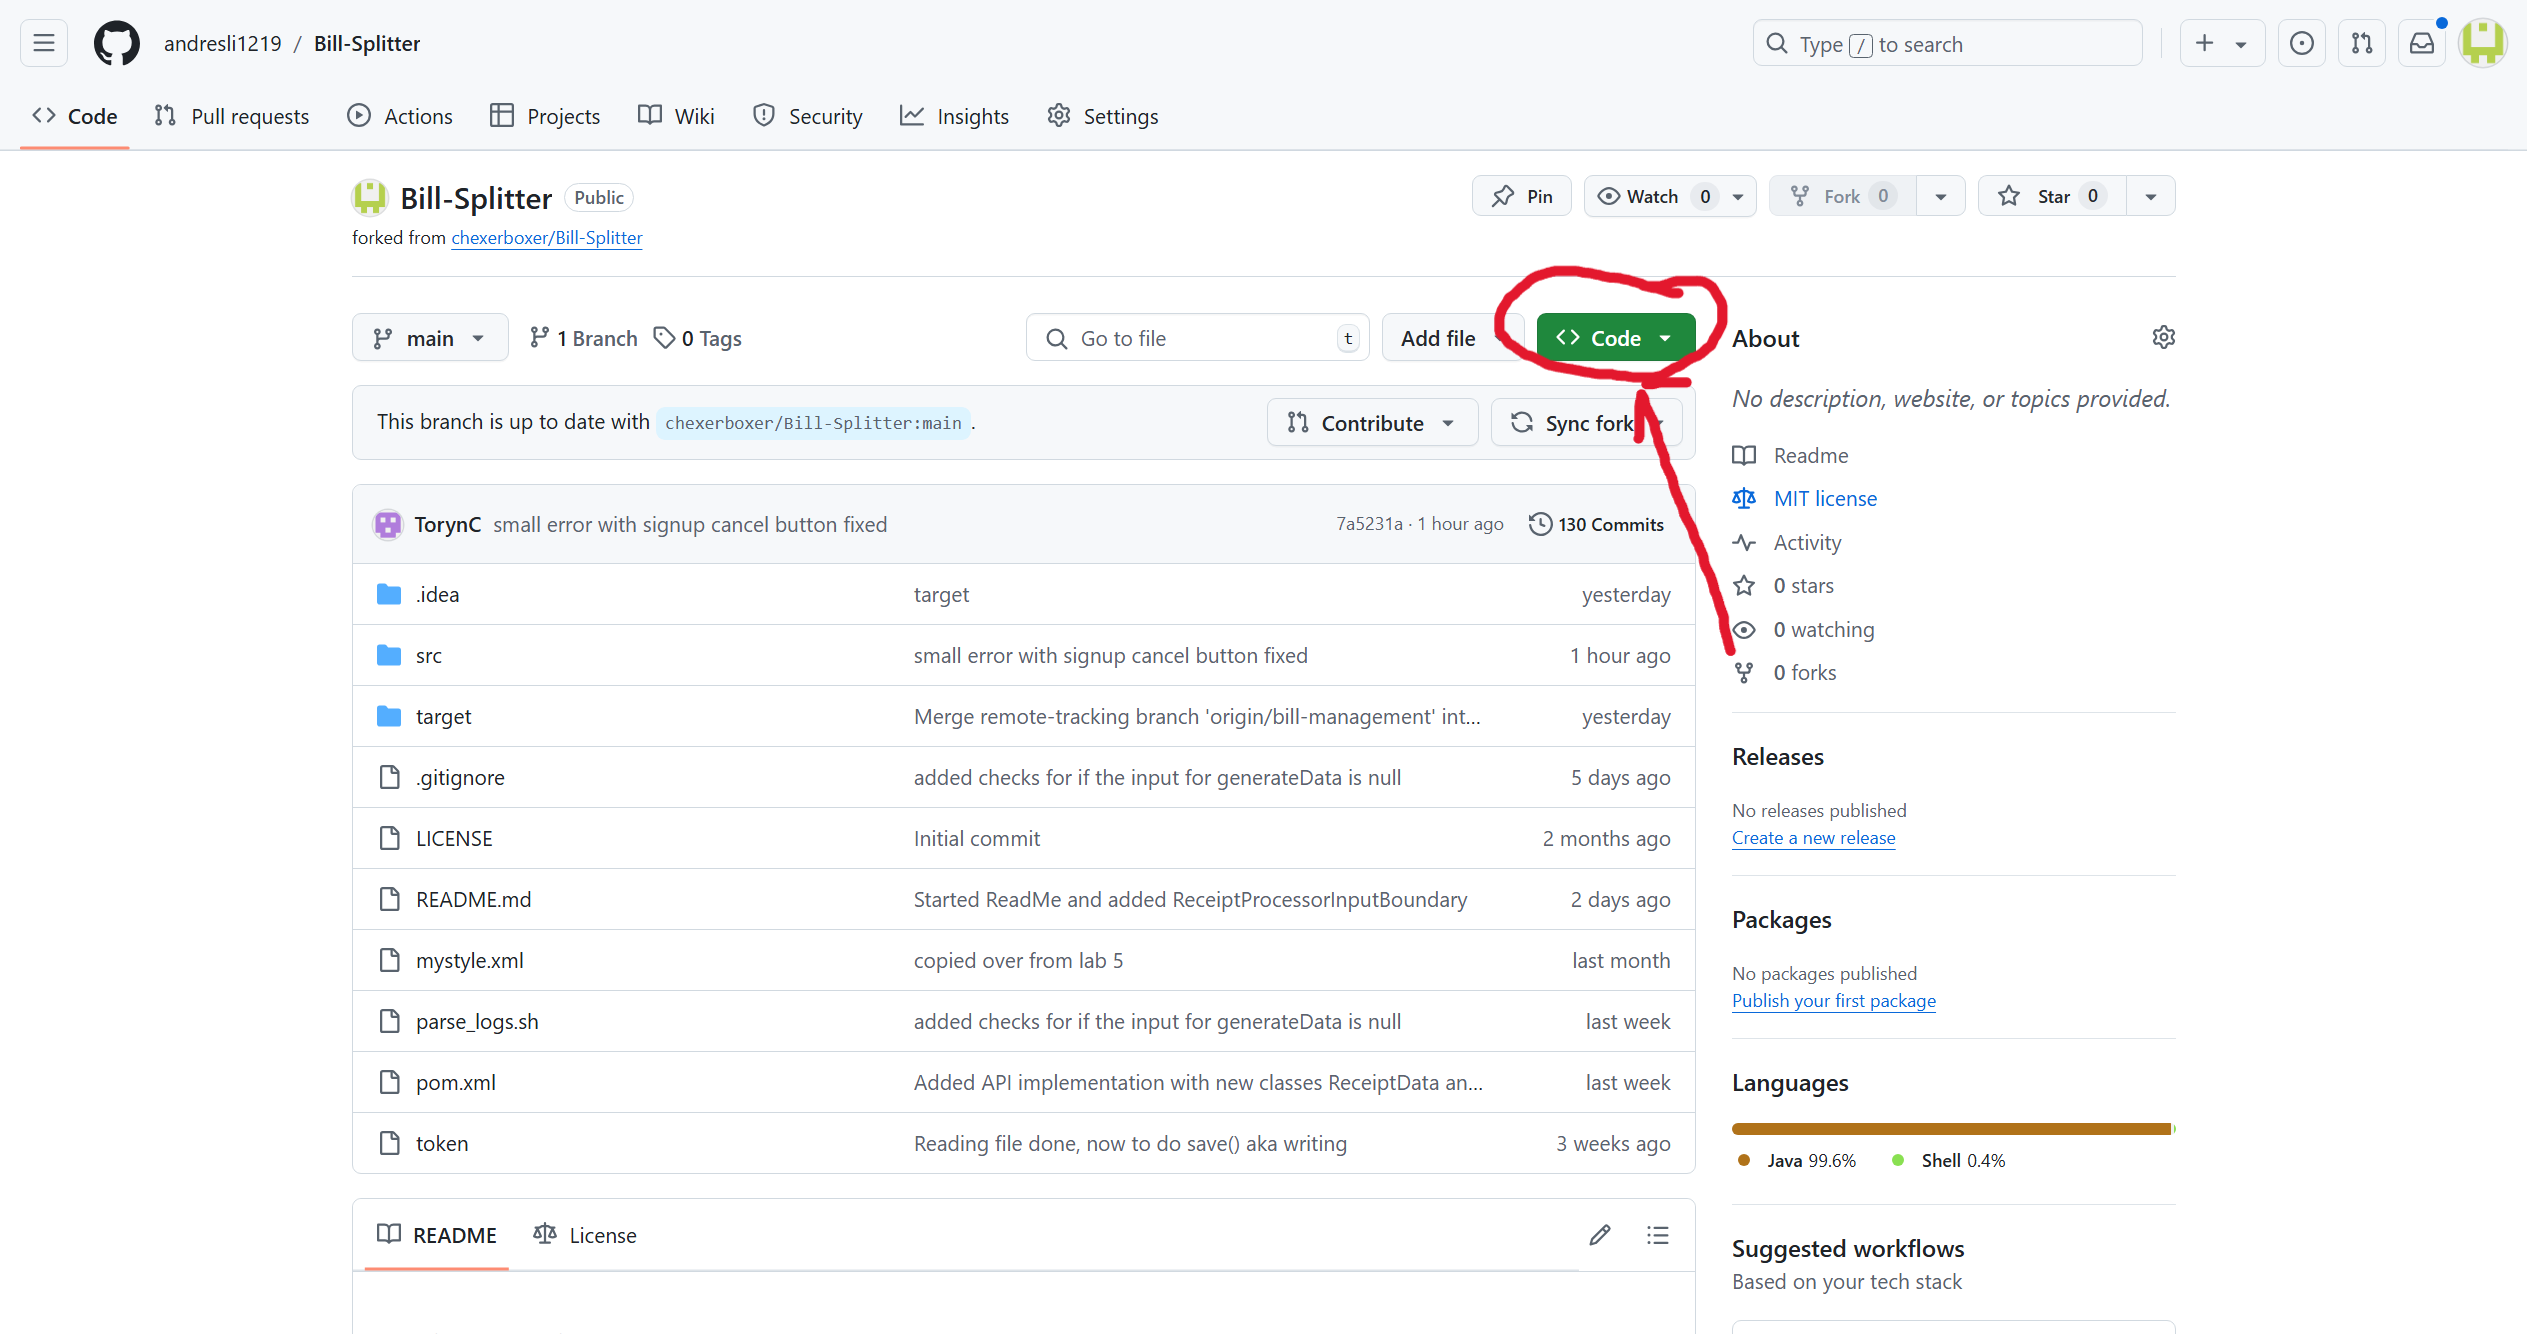 andresli1219 / Bill-Splitter
Type / to search
Code Pull requests Actions Projects Wiki Security Insights Settings
Bill-Splitter Public
forked from chexerboxer/Bill-Splitter
Pin Watch 0 Fork 0 Star 0
main 1 Branch 0 Tags Go to file t Add file Code
This branch is up to date with chexerboxer/Bill-Splitter:main .
Contribute Sync fork
TorynC small error with signup cancel button fixed 7a5231a · 1 hour ago 130 Commits
.idea target yesterday
src small error with signup cancel button fixed 1 hour ago
target Merge remote-tracking branch 'origin/bill-management' int... yesterday
.gitignore added checks for if the input for generateData is null 5 days ago
LICENSE Initial commit 2 months ago
README.md Started ReadMe and added ReceiptProcessorInputBoundary 2 days ago
mystyle.xml copied over from lab 5 last month
parse_logs.sh added checks for if the input for generateData is null last week
pom.xml Added API implementation with new classes ReceiptData an... last week
token Reading file done, now to do save() aka writing 3 weeks ago
README License
About
No description, website, or topics provided.
Readme
MIT license
Activity
0 stars
0 watching
0 forks
Releases
No releases published
Create a new release
Packages
No packages published
Publish your first package
Languages
Java 99.6% Shell 0.4%
Suggested workflows
Based on your tech stack